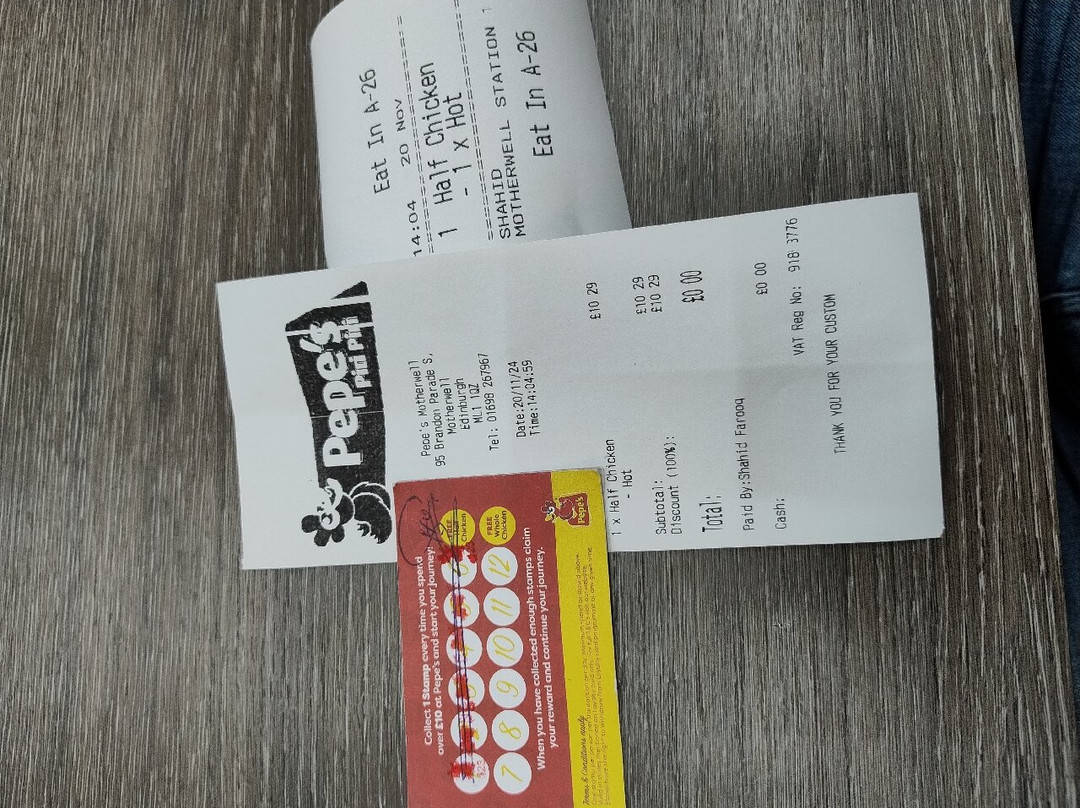 Eat In A-26
14:04 20 Nov
1 Half Chicken
- 1 x Hot
SHAHID
MOTHERWELL STATION 1
Eat In A-26
Pepe's
Piri Piri
Pepe's Motherwell
95 Brandon Parade S,
Motherwell
Edinburgh
ML1 1QZ
Tel: 01698 267967
Date:20/11/24
Time:14:04:59
1 x Half Chicken £10 29
- Hot
Subtotal: £10 29
Discount (100%): £10 29
Total: £0 00
Paid By:Shahid Farooq
Cash: £0 00
VAT Reg No: 918 3776
THANK YOU FOR YOUR CUSTOM
Collect 1 Stamp every time you spend
over £10 at Pepe's and start your journey!
FREE Half Chicken
7 8 9 10 11 12 FREE Whole Chicken
When you have collected enough stamps claim
your reward and continue your journey.
Pepe's
Terms & Conditions apply